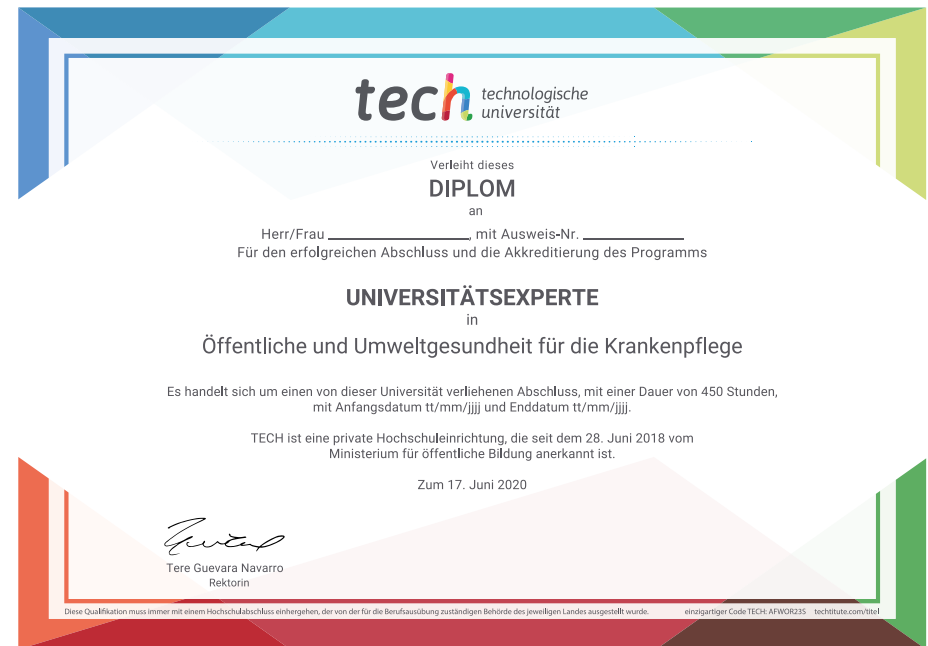 tech technologische
universität
Verleiht dieses
DIPLOM
an
Herr/Frau ____________________, mit Ausweis-Nr. ______________
Für den erfolgreichen Abschluss und die Akkreditierung des Programms
UNIVERSITÄTSEXPERTE
in
Öffentliche und Umweltgesundheit für die Krankenpflege
Es handelt sich um einen von dieser Universität verliehenen Abschluss, mit einer Dauer von 450 Stunden,
mit Anfangsdatum tt/mm/jjjj und Enddatum tt/mm/jjjj.
TECH ist eine private Hochschuleinrichtung, die seit dem 28. Juni 2018 vom
Ministerium für öffentliche Bildung anerkannt ist.
Zum 17. Juni 2020
Tere Guevara Navarro
Rektorin
Diese Qualifikation muss immer mit einem Hochschulabschluss einhergehen, der von der für die Berufsausübung zuständigen Behörde des jeweiligen Landes ausgestellt wurde. einzigartiger Code TECH: AFWOR23S techtitute.com/titel